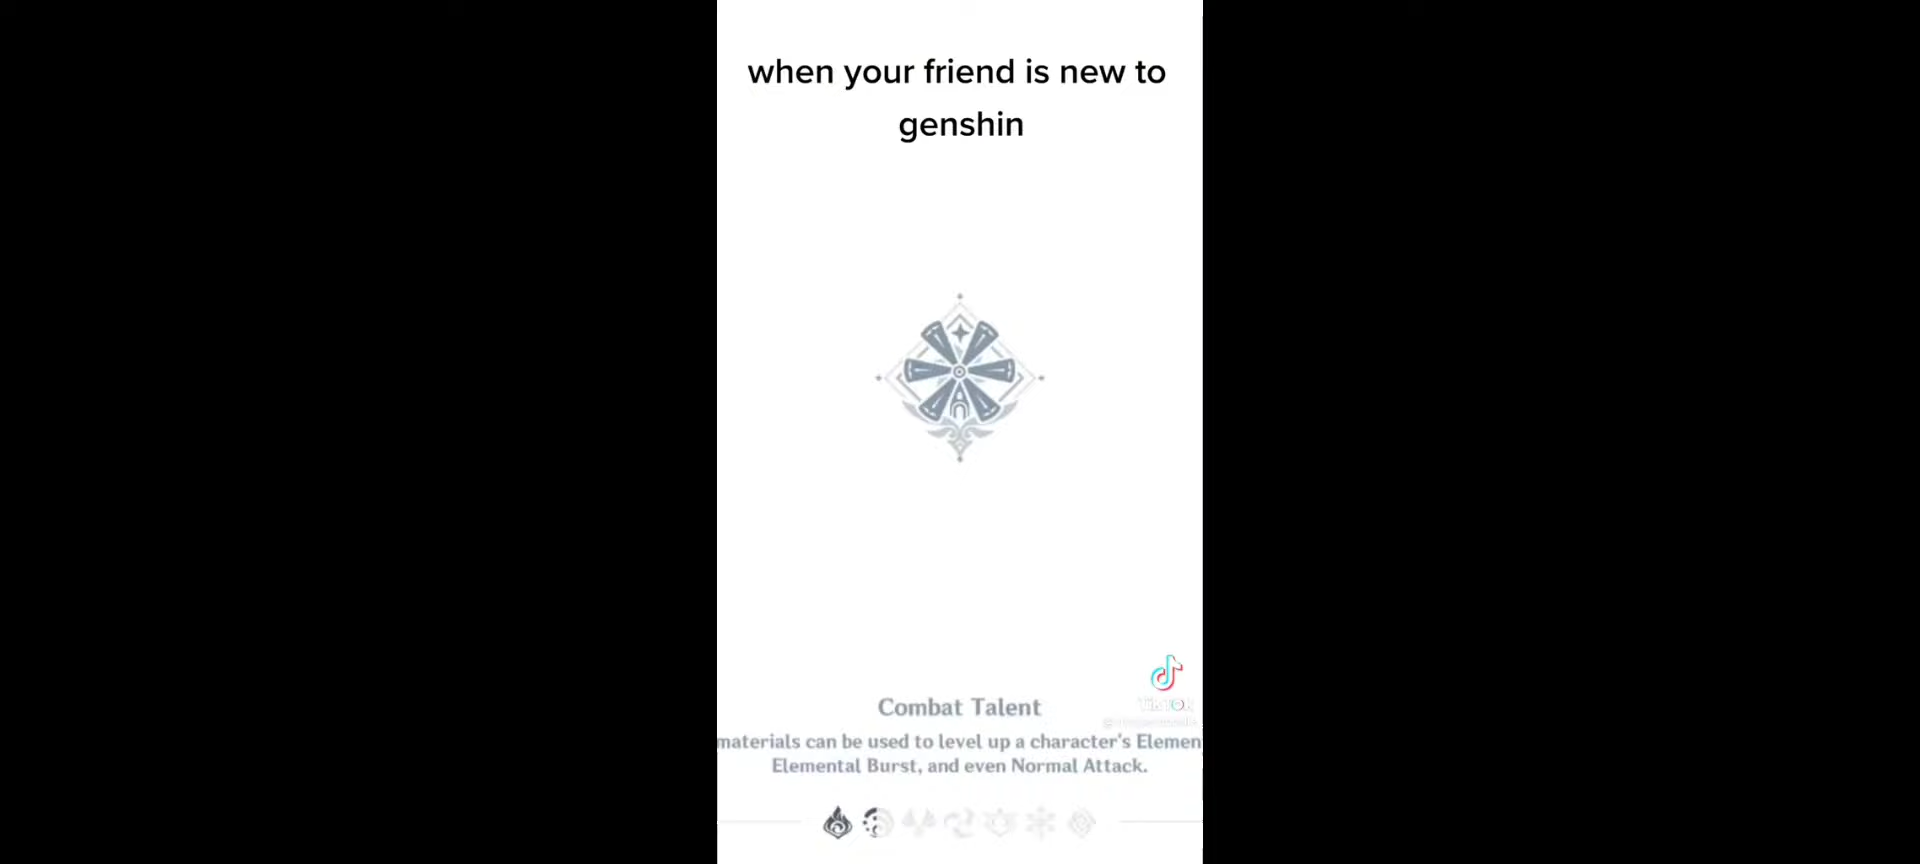 when your friend is new to
genshin
TikTok
Combat Talent
materials can be used to level up a character's Elemen
Elemental Burst, and even Normal Attack.